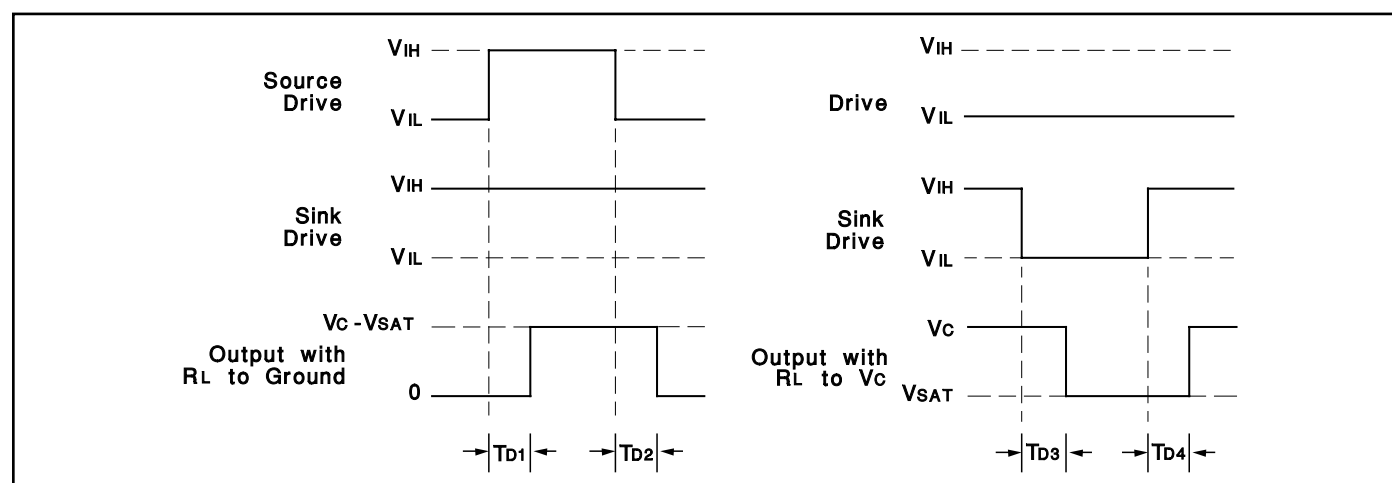 VIH
Source
Drive
VIL
VIH
Sink
Drive
VIL
VC -VSAT
Output with
RL to Ground
0
TD1
TD2
VIH
Drive
VIL
VIH
Sink
Drive
VIL
VC
Output with
RL to VC
VSAT
TD3
TD4